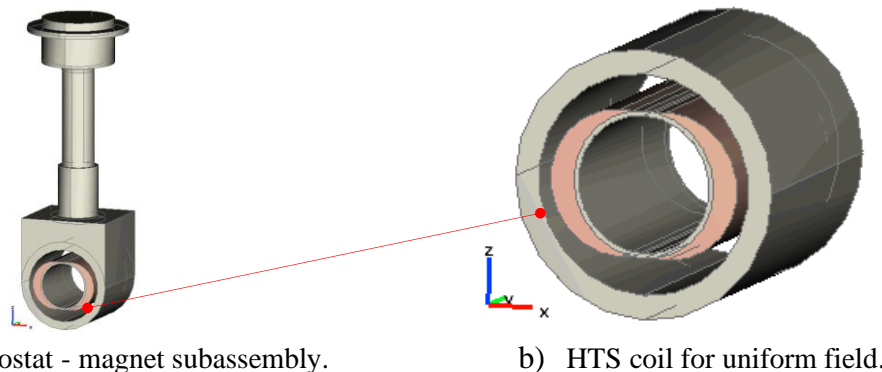 z
y
x
ostat - magnet subassembly.
b) HTS coil for uniform field.